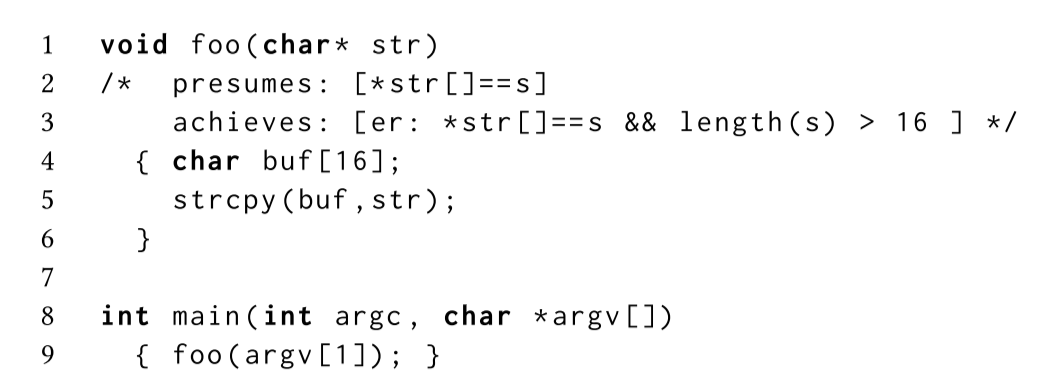 1 void foo(char* str)
2 /* presumes: [*str[]==s]
3 achieves: [er: *str[]==s && length(s) > 16 ] */
4 { char buf[16];
5 strcpy(buf,str);
6 }
7
8 int main(int argc, char *argv[])
9 { foo(argv[1]); }